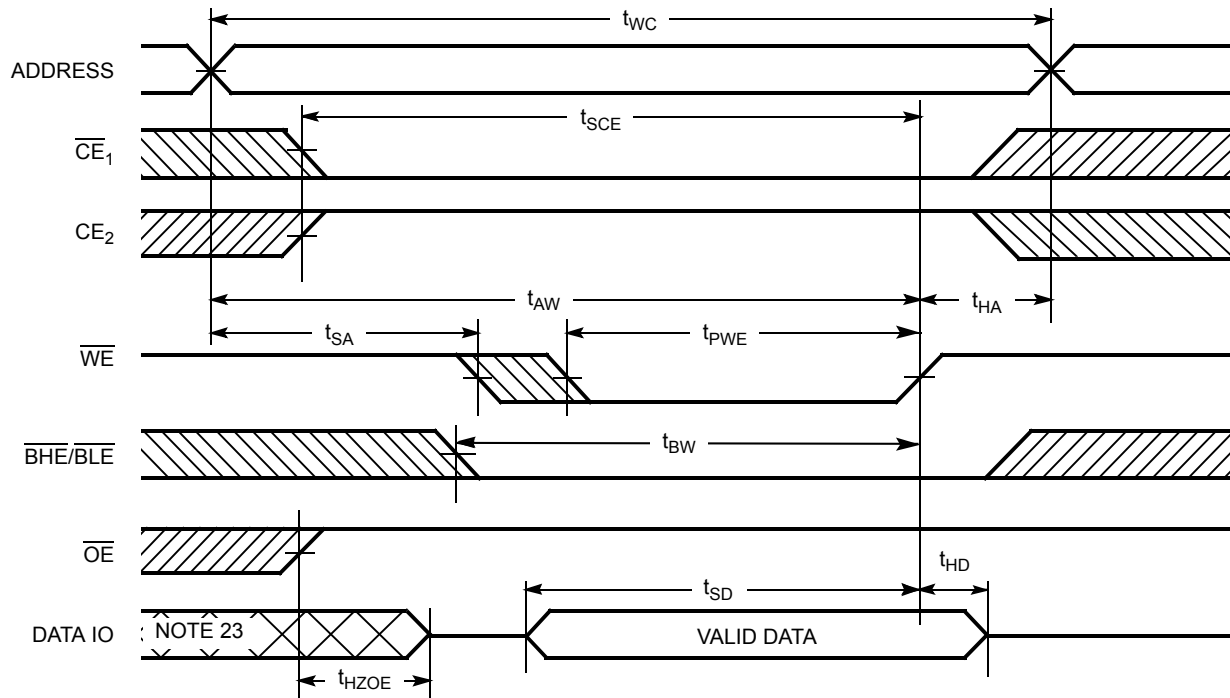 tWC
ADDRESS
tSCE
CE1
CE2
tAW
tHA
tSA
tPWE
WE
tBW
BHE/BLE
OE
tHD
tSD
DATA IO
NOTE 23
VALID DATA
tHZOE